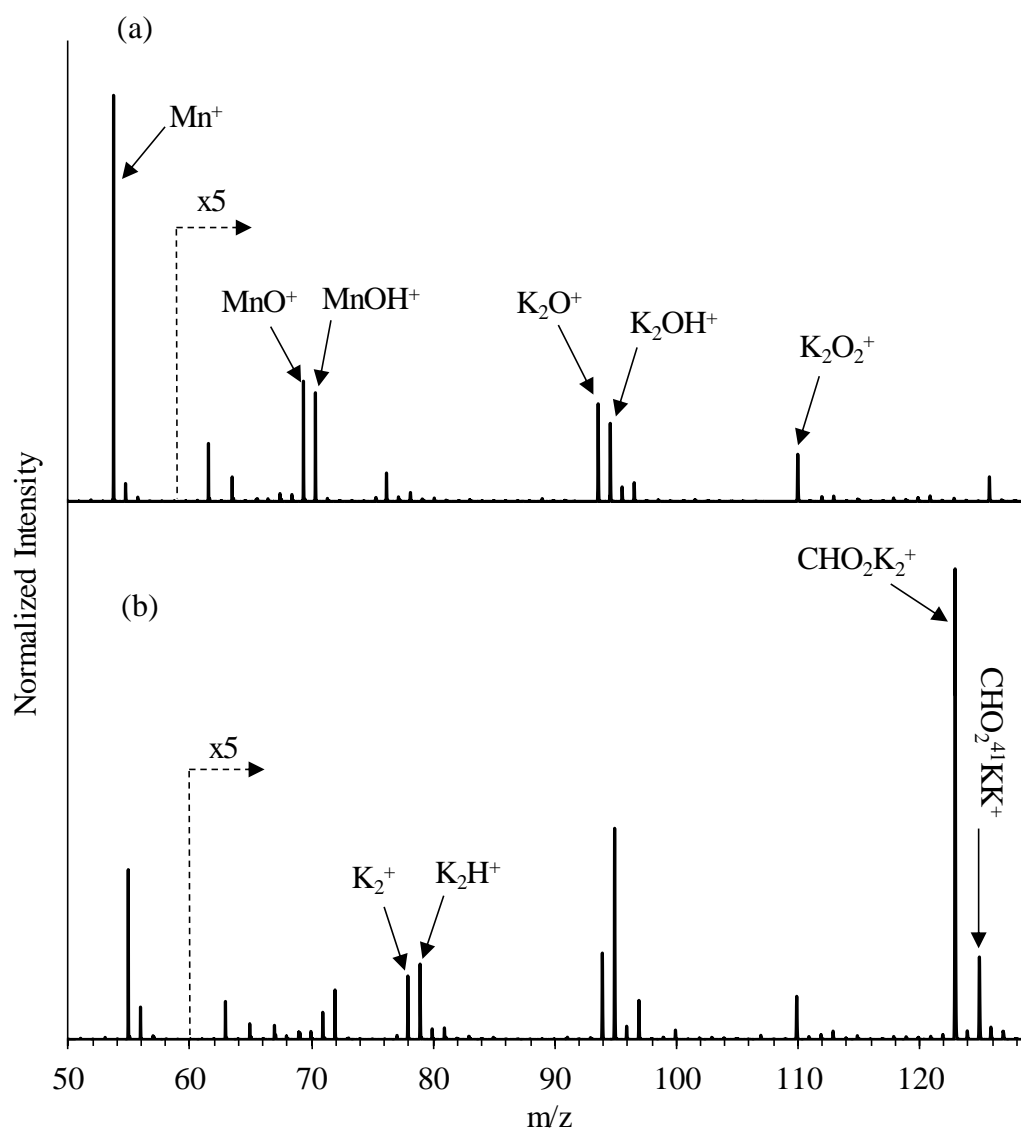 (a)
Mn⁺
x5
MnO⁺ MnOH⁺
K₂O⁺
K₂OH⁺
K₂O₂⁺
Normalized Intensity
(b)
CHO₂K₂⁺
CHO₂⁴¹KK⁺
x5
K₂⁺
K₂H⁺
50 60 70 80 90 100 110 120
m/z